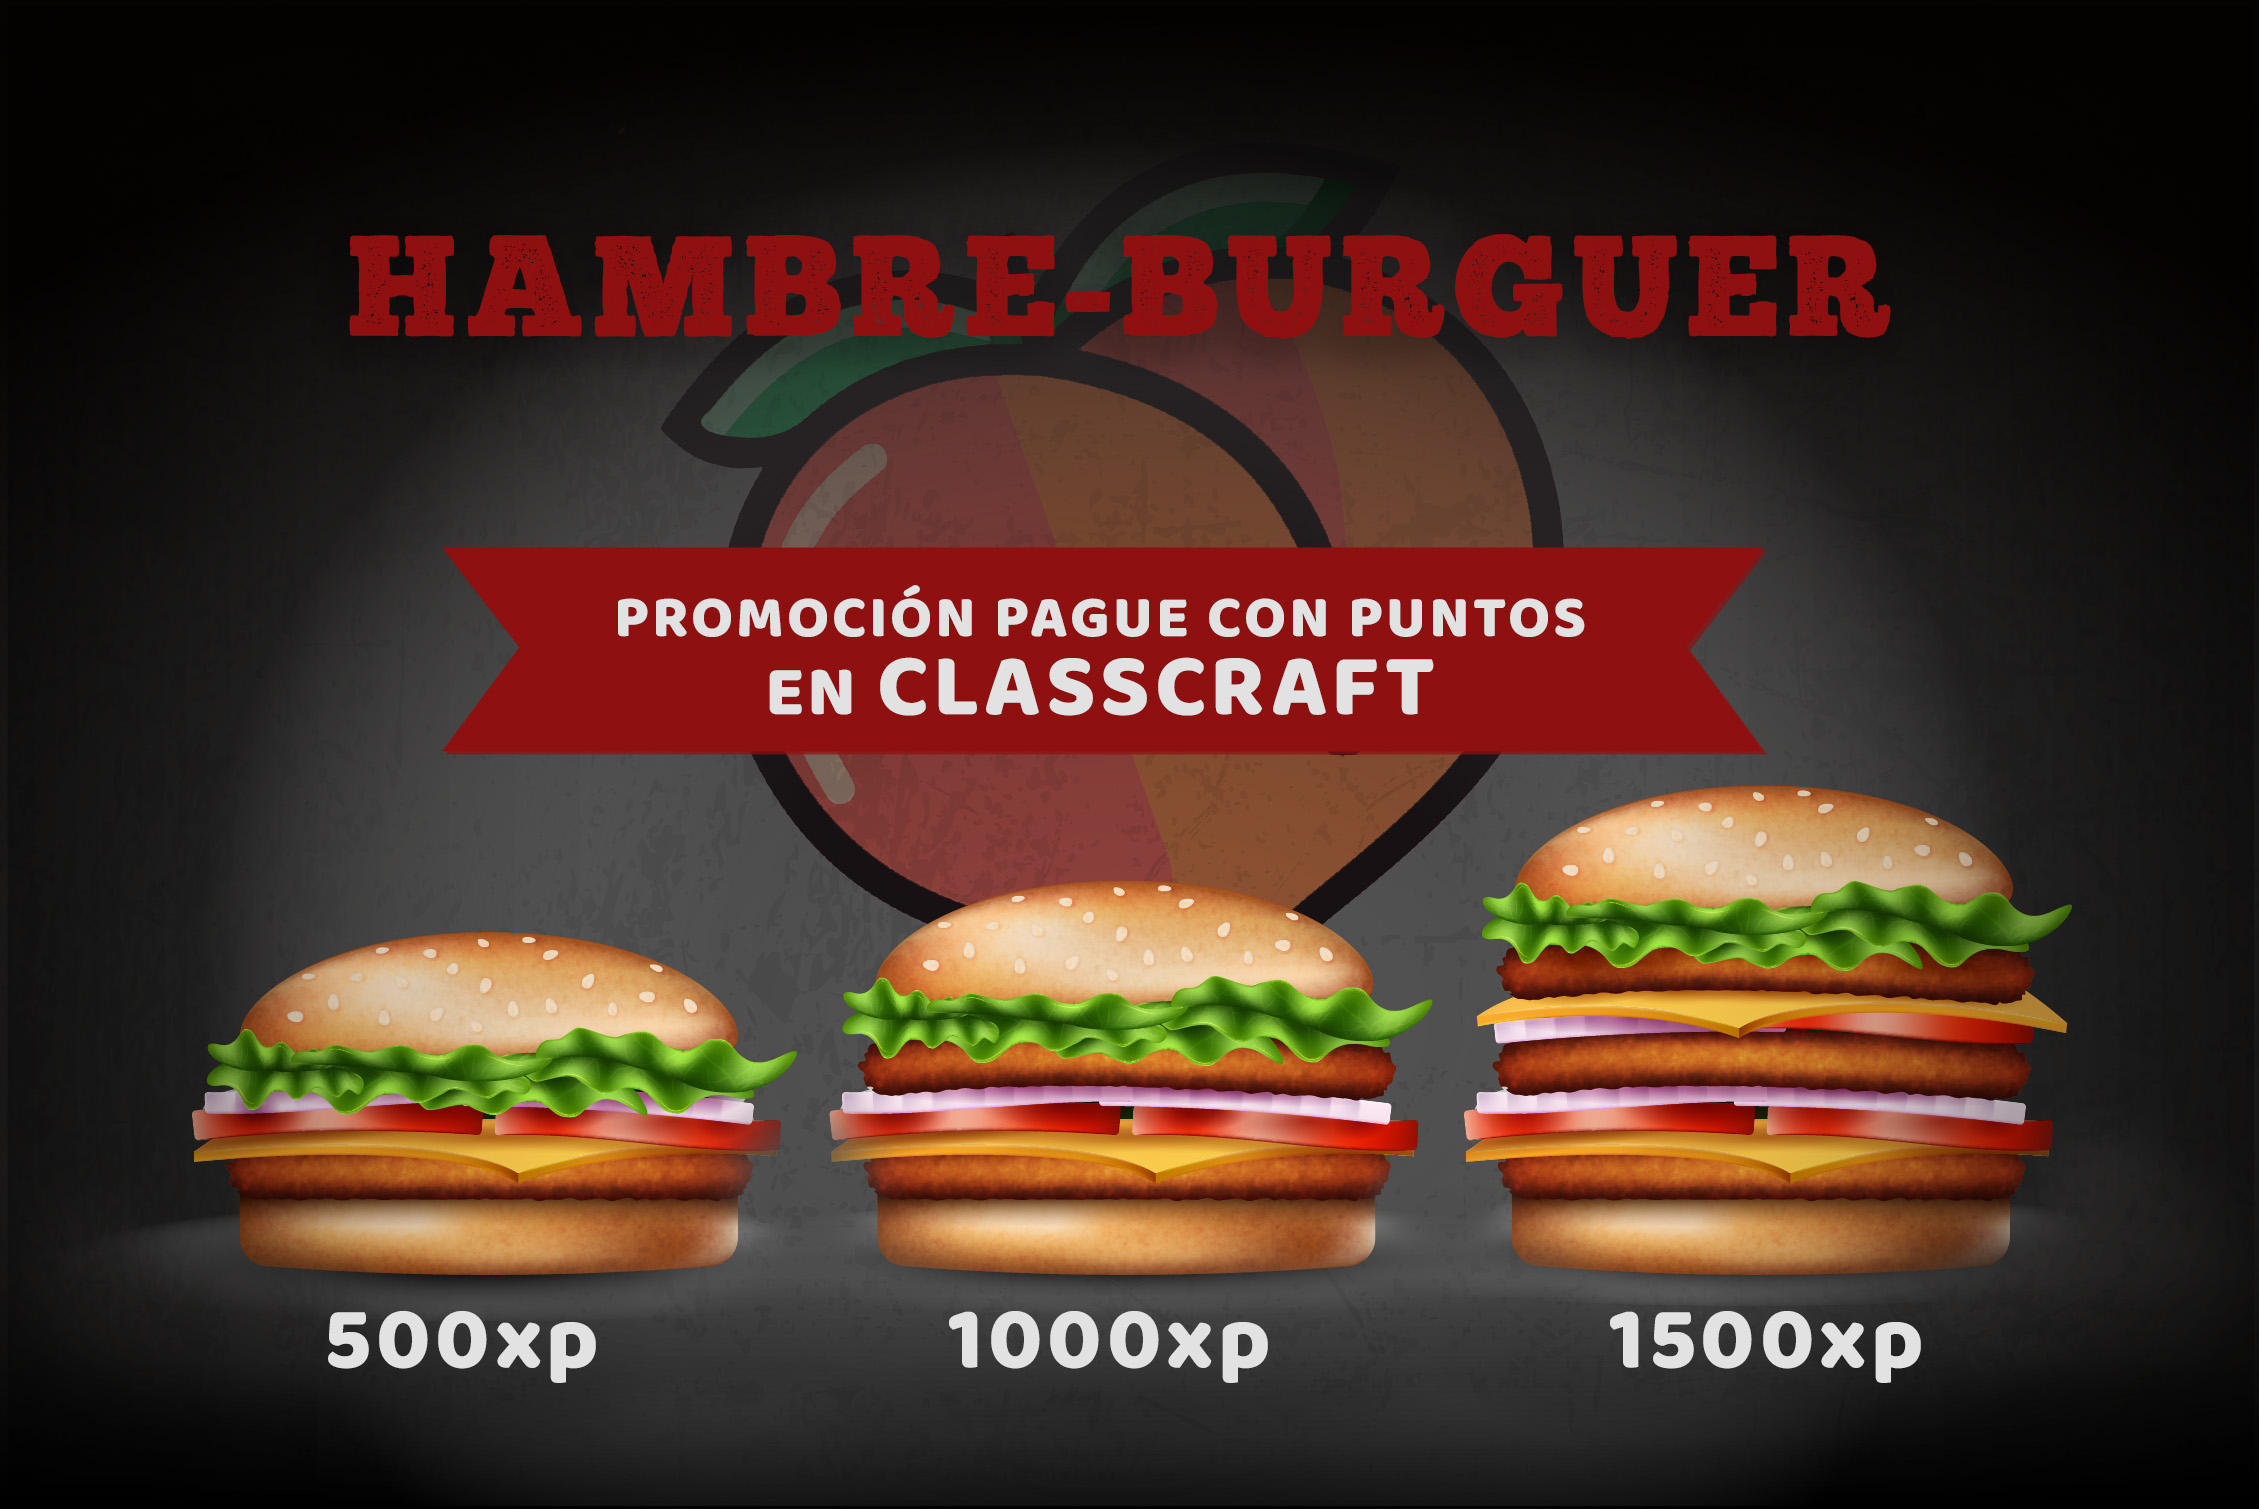 HAMBRE-BURGUER
PROMOCIÓN PAGUE CON PUNTOS
EN CLASSCRAFT
500xp
1000xp
1500xp